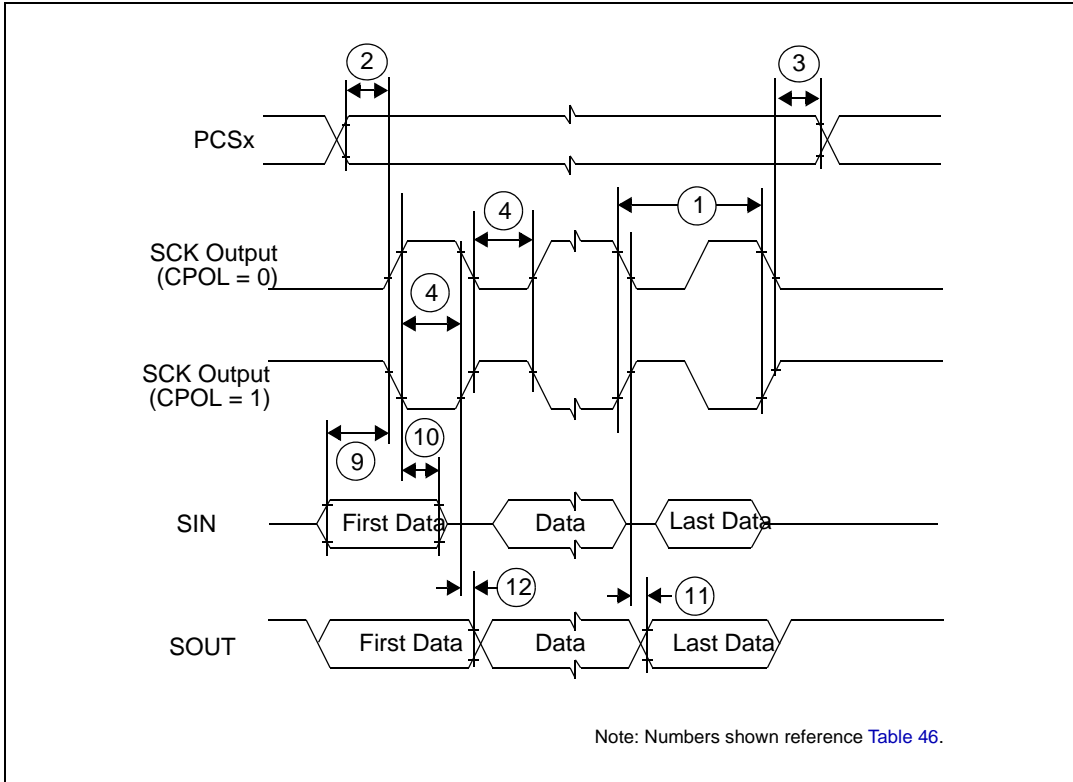 2
3
PCSx
4
1
SCK Output
(CPOL = 0)
4
SCK Output
(CPOL = 1)
9
10
SIN
First Data
Data
Last Data
12
11
SOUT
First Data
Data
Last Data
Note: Numbers shown reference Table 46.